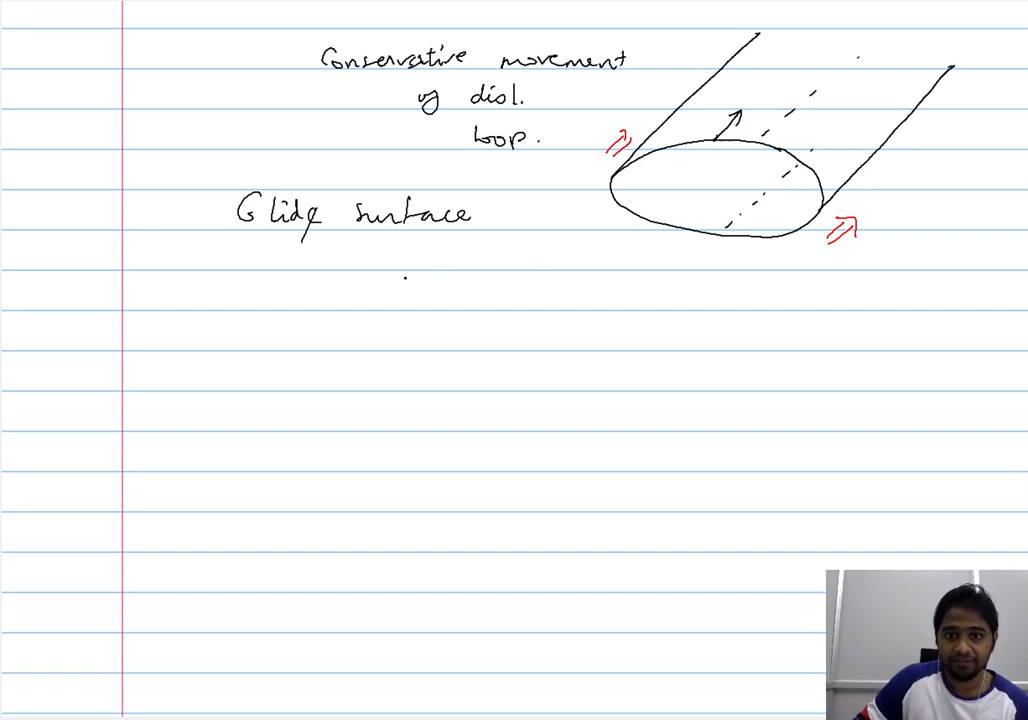 Conservative movement
of disl.
loop.
Glide surface